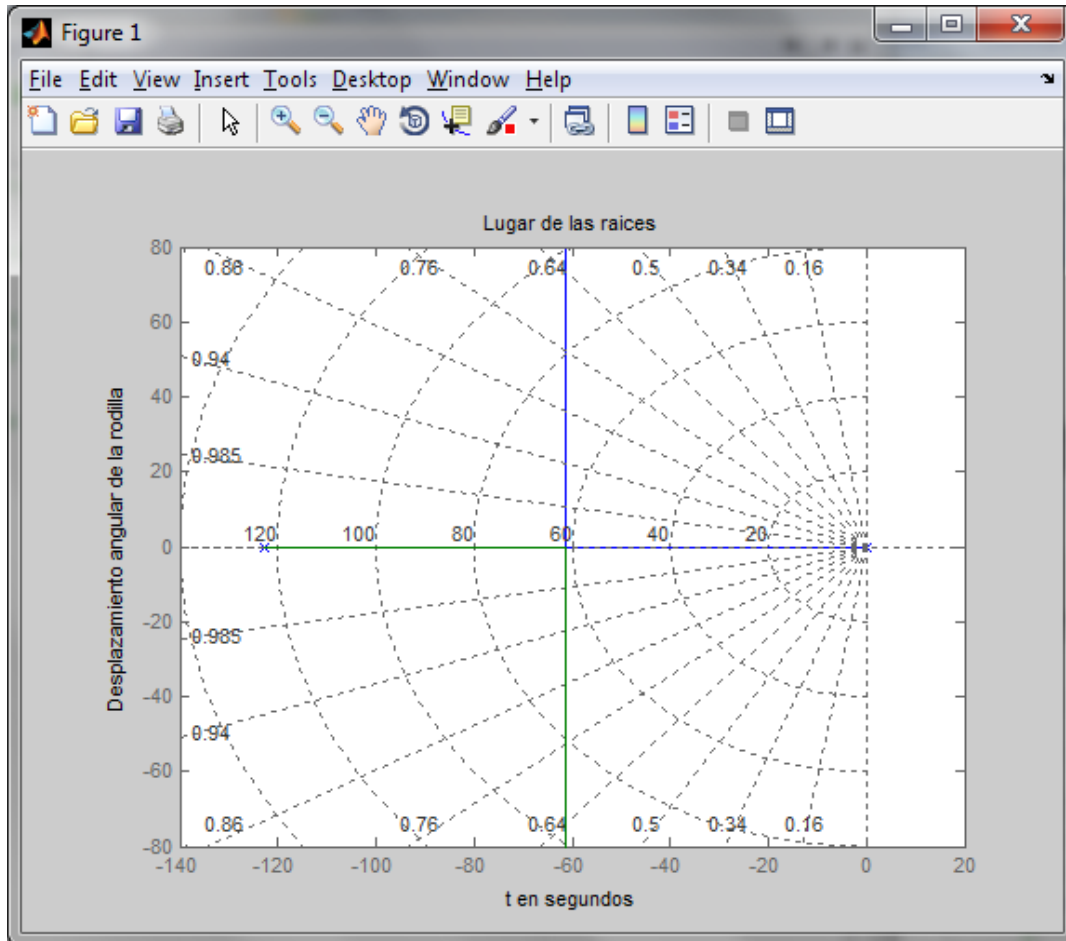 Figure 1
File Edit View Insert Tools Desktop Window Help
Lugar de las raices
80
60
40
20
0
-20
-40
-60
-80
Desplazamiento angular de la rodilla
0.86 0.76 0.64 0.5 0.34 0.16
0.94
0.985
120 100 80 60 40 20
0.985
0.94
0.86 0.76 0.64 0.5 0.34 0.16
-140 -120 -100 -80 -60 -40 -20 0 20
t en segundos